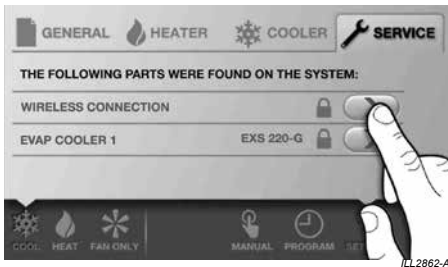 GENERAL HEATER COOLER SERVICE
THE FOLLOWING PARTS WERE FOUND ON THE SYSTEM:
WIRELESS CONNECTION
EVAP COOLER 1 EXS 220-G
COOL HEAT FAN ONLY MANUAL PROGRAM
ILL2862-A